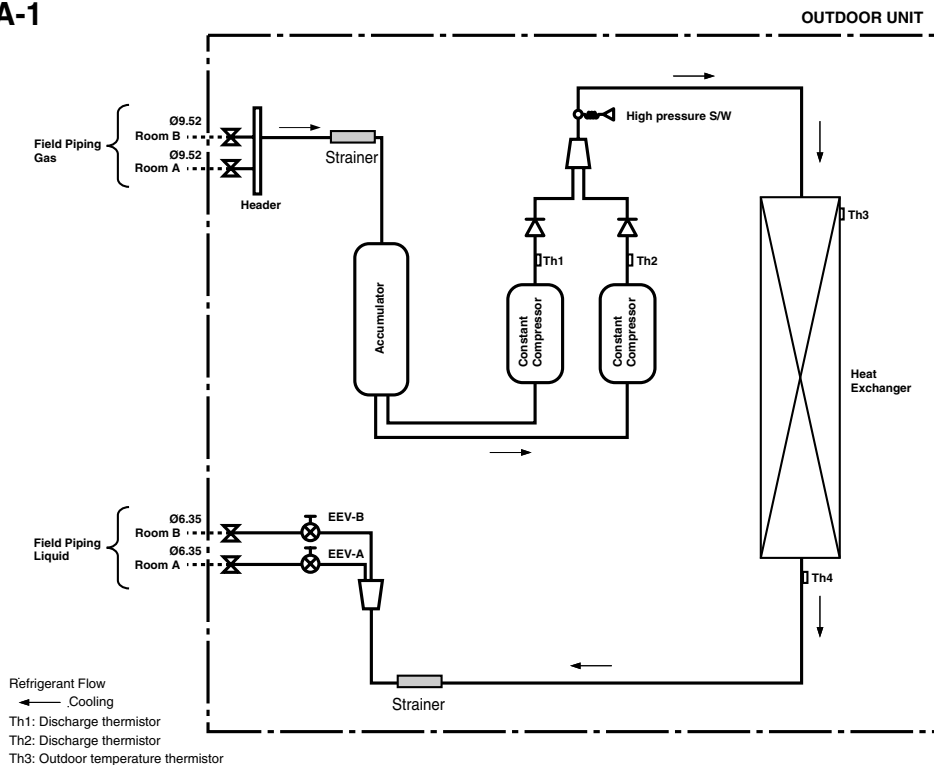 A-1
OUTDOOR UNIT
High pressure S/W
Ø9.52
Room B
Field Piping
Gas
Ø9.52
Room A
Strainer
Header
Th3
Th1
Th2
Accumulator
Constant
Compressor
Constant
Compressor
Heat
Exchanger
Ø6.35
Room B
EEV-B
Field Piping
Liquid
Ø6.35
Room A
EEV-A
Th4
Strainer
Refrigerant Flow
Cooling
Th1: Discharge thermistor
Th2: Discharge thermistor
Th3: Outdoor temperature thermistor